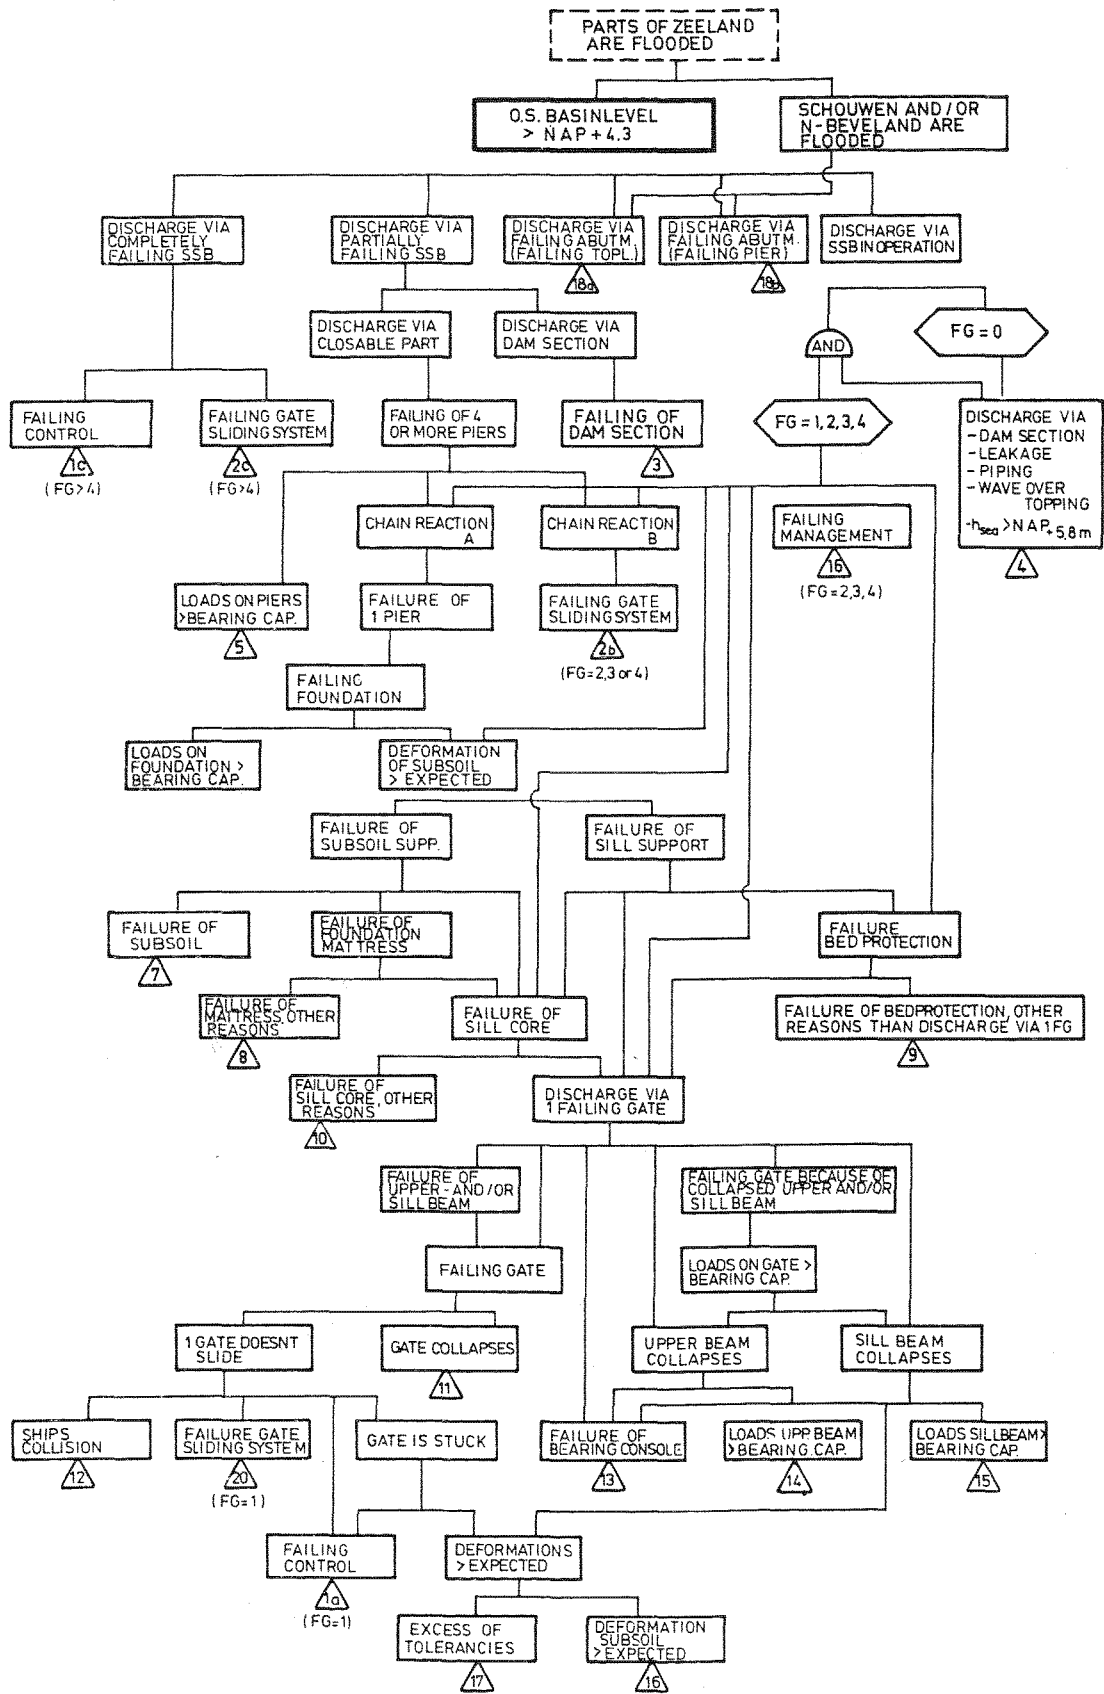 PARTS OF ZEELAND
ARE FLOODED
O.S. BASINLEVEL
> NAP + 4.3
SCHOUWEN AND / OR
N-BEVELAND ARE
FLOODED
DISCHARGE VIA
COMPLETELY
FAILING SSB
DISCHARGE VIA
PARTIALLY
FAILING SSB
DISCHARGE VIA
FAILING ABUTM.
(FAILING TOPL.)
18a
DISCHARGE VIA
FAILING ABUTM.
(FAILING PIER)
18b
DISCHARGE VIA
SSB IN OPERATION
DISCHARGE VIA
CLOSABLE PART
DISCHARGE VIA
DAM SECTION
AND
FG = 0
FAILING
CONTROL
1c
(FG>4)
FAILING GATE
SLIDING SYSTEM
2c
(FG>4)
FAILING OF 4
OR MORE PIERS
FAILING OF
DAM SECTION
3
FG = 1,2,3,4
DISCHARGE VIA
- DAM SECTION
- LEAKAGE
- PIPING
- WAVE OVER
TOPPING
-hsea > NAP +5,8m
4
CHAIN REACTION
A
CHAIN REACTION
B
FAILING
MANAGEMENT
16
(FG=2,3,4)
LOADS ON PIERS
>BEARING CAP.
5
FAILURE OF
1 PIER
FAILING GATE
SLIDING SYSTEM
2b
(FG=2,3 or 4)
FAILING
FOUNDATION
LOADS ON
FOUNDATION >
BEARING CAP.
DEFORMATION
OF SUBSOIL
> EXPECTED
FAILURE OF
SUBSOIL SUPP.
FAILURE OF
SILL SUPPORT
FAILURE OF
SUBSOIL
7
FAILURE OF
FOUNDATION
MATTRESS
FAILURE
BED PROTECTION
FAILURE OF
MATTRESS, OTHER
REASONS
8
FAILURE OF
SILL CORE
FAILURE OF BEDPROTECTION, OTHER
REASONS THAN DISCHARGE VIA 1 FG
9
FAILURE OF
SILL CORE, OTHER
REASONS
10
DISCHARGE VIA
1 FAILING GATE
FAILURE OF
UPPER - AND / OR
SILL BEAM
FAILING GATE BECAUSE OF
COLLAPSED UPPER AND/OR
SILL BEAM
FAILING GATE
LOADS ON GATE >
BEARING CAP.
1 GATE DOESNT
SLIDE
GATE COLLAPSES
11
UPPER BEAM
COLLAPSES
SILL BEAM
COLLAPSES
SHIPS
COLLISION
12
FAILURE GATE
SLIDING SYSTEM
20
(FG=1)
GATE IS STUCK
FAILURE OF
BEARING CONSOLE
13
LOADS UPP. BEAM
> BEARING CAP.
14
LOADS SILLBEAM>
BEARING CAP.
15
FAILING
CONTROL
1a
(FG=1)
DEFORMATIONS
> EXPECTED
EXCESS OF
TOLERANCIES
17
DEFORMATION
SUBSOIL
> EXPECTED
16